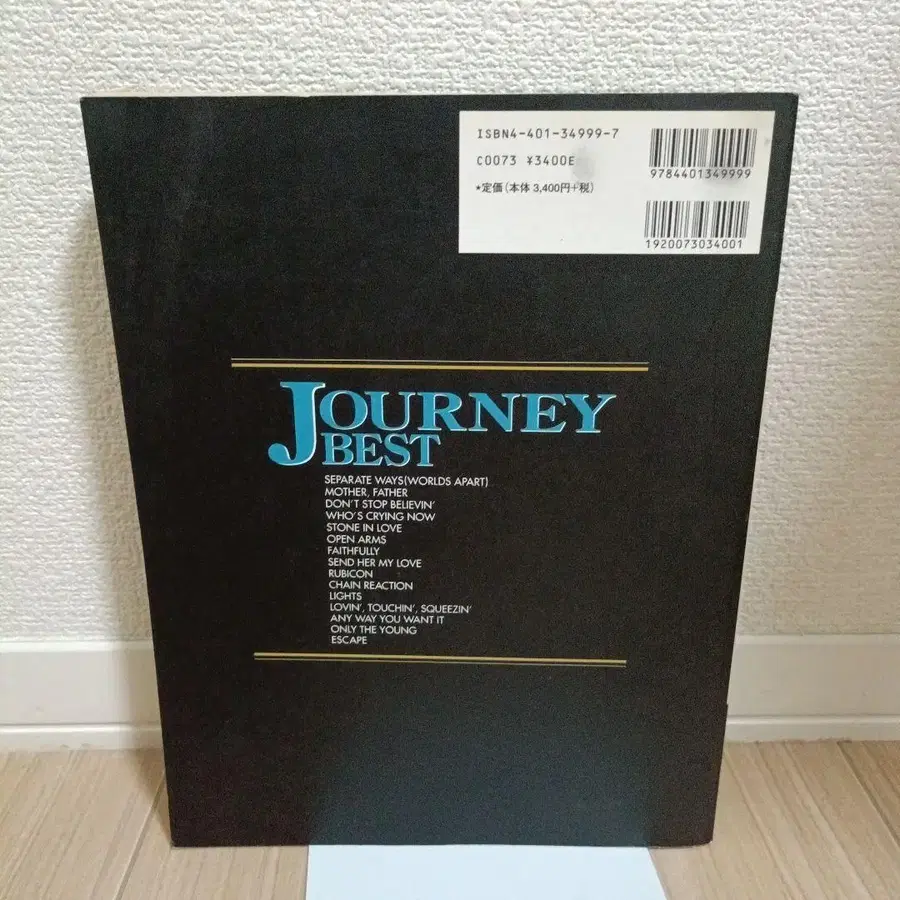 ISBN4-401-34999-7
C0073 ¥3400E
★定価(本体 3,400円+税)
9784401349999
1920073034001
JOURNEY
BEST
SEPARATE WAYS(WORLDS APART)
MOTHER, FATHER
DON'T STOP BELIEVIN'
WHO'S CRYING NOW
STONE IN LOVE
OPEN ARMS
FAITHFULLY
SEND HER MY LOVE
RUBICON
CHAIN REACTION
LIGHTS
LOVIN', TOUCHIN', SQUEEZIN'
ANY WAY YOU WANT IT
ONLY THE YOUNG
ESCAPE